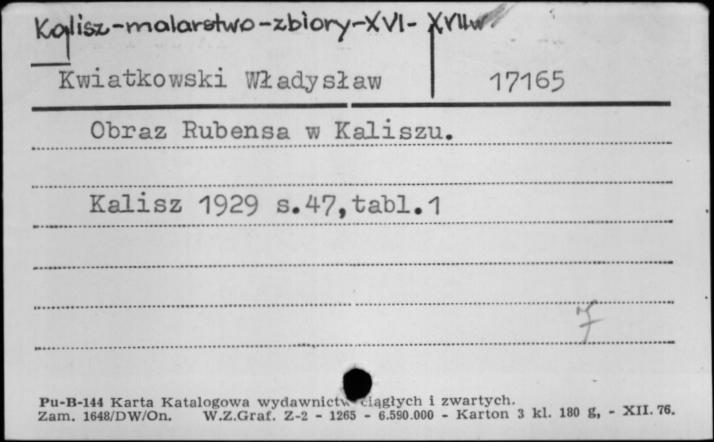 Kalisz-malarstwo-zbiory-XVI-XVIIw
Kwiatkowski Władysław 17165
Obraz Rubensa w Kaliszu.
Kalisz 1929 s.47,tabl.1
7
Pu-B-144 Karta Katalogowa wydawnictw ciągłych i zwartych.
Zam. 1648/DW/On. W.Z.Graf. Z-2 - 1265 - 6.590.000 - Karton 3 kl. 180 g, - XII. 76.